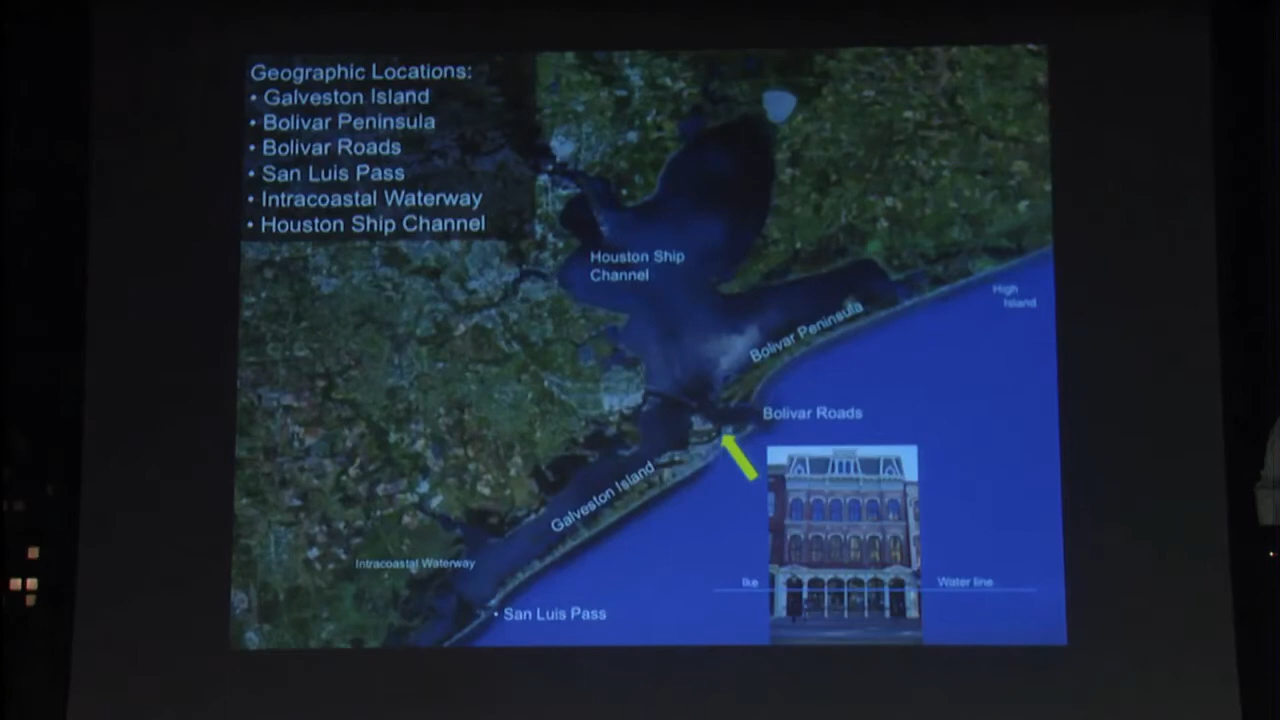 Geographic Locations:
• Galveston Island
• Bolivar Peninsula
• Bolivar Roads
• San Luis Pass
• Intracoastal Waterway
• Houston Ship Channel
Houston Ship
Channel
High
Island
Bolivar Peninsula
Bolivar Roads
Galveston Island
Intracoastal Waterway
Ike
Water line
• San Luis Pass